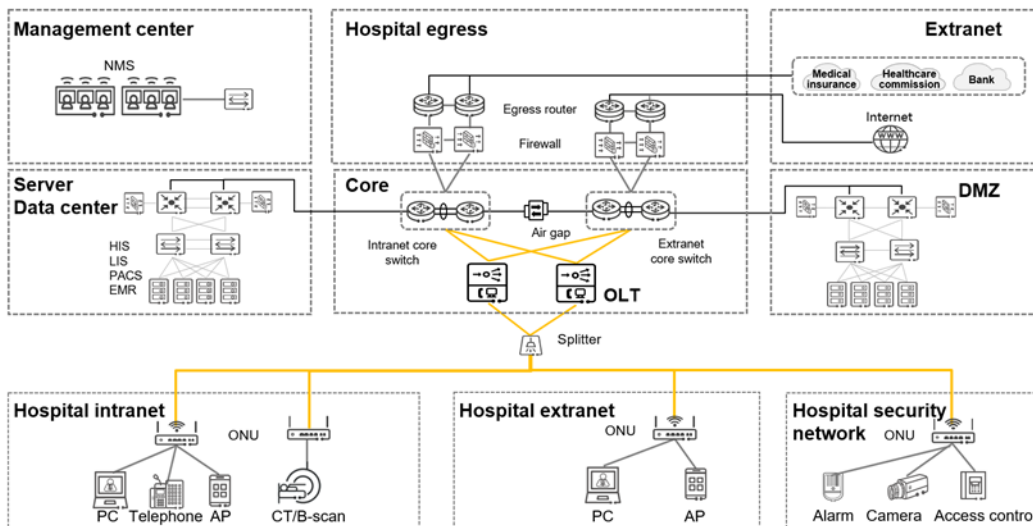 Management center
NMS
Hospital egress
Egress router
Firewall
Extranet
Medical
insurance
Healthcare
commission
Bank
Internet
WWW
Server
Data center
HIS
LIS
PACS
EMR
Core
Intranet core
switch
Air gap
Extranet
core switch
OLT
DMZ
Splitter
Hospital intranet
ONU
PC
Telephone
AP
CT/B-scan
Hospital extranet
ONU
PC
AP
Hospital security
network
ONU
Alarm
Camera
Access control